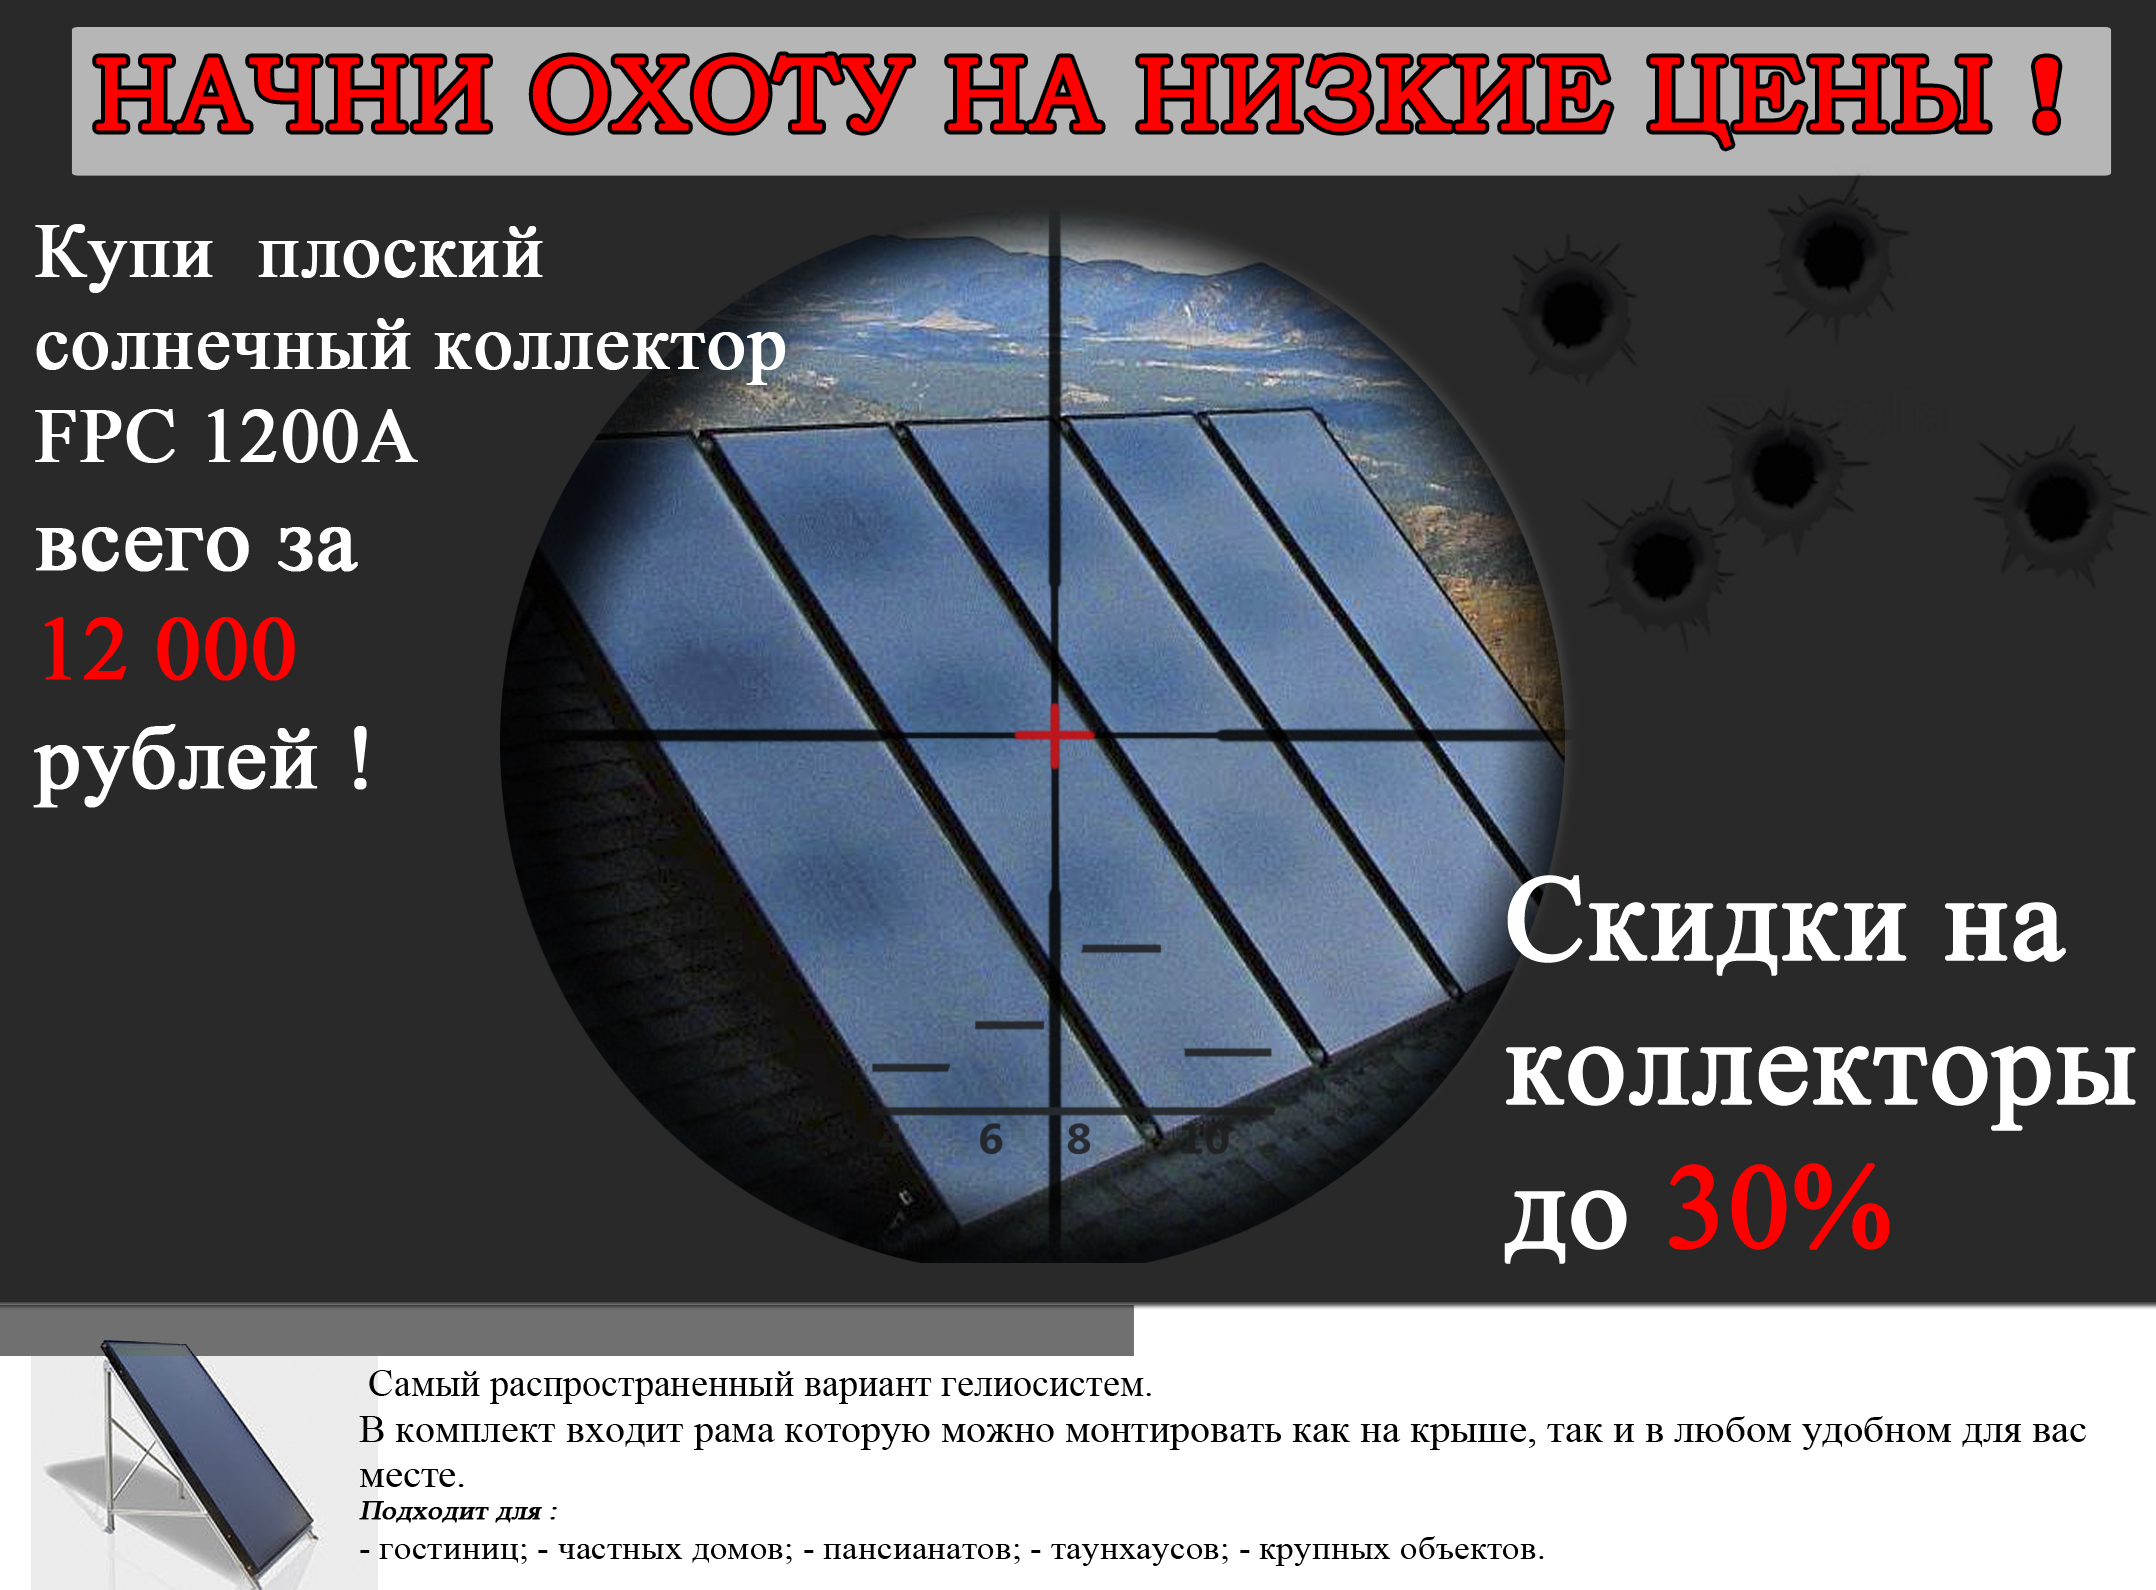 НАЧНИ ОХОТУ НА НИЗКИЕ ЦЕНЫ !
Купи плоский
солнечный коллектор
FPC 1200A
всего за
12 000
рублей !
6 8 10
Скидки на
коллекторы
до 30%
Самый распространенный вариант гелиосистем.
В комплект входит рама которую можно монтировать как на крыше, так и в любом удобном для вас
месте.
Подходит для :
- гостиниц; - частных домов; - пансианатов; - таунхаусов; - крупных объектов.